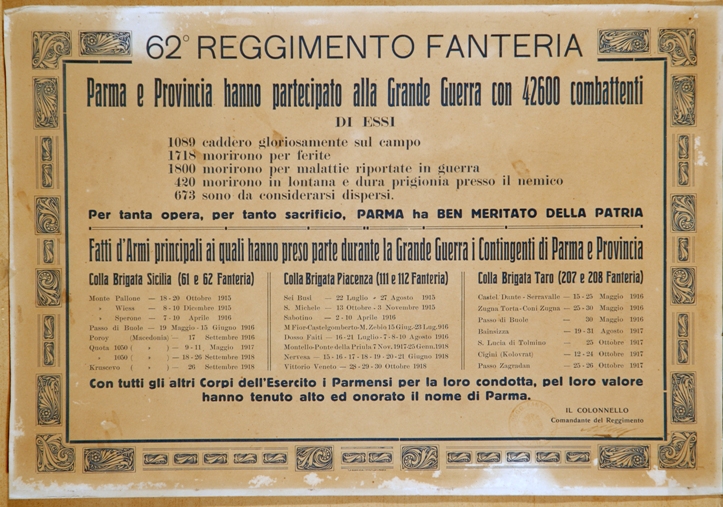 62° REGGIMENTO FANTERIA
Parma e Provincia hanno partecipato alla Grande Guerra con 42600 combattenti
DI ESSI
1089 caddero gloriosamente sul campo
1718 morirono per ferite
1800 morirono per malattie riportate in guerra
420 morirono in lontana e dura prigionia presso il nemico
673 sono da considerarsi dispersi.
Per tanta opera, per tanto sacrificio, PARMA ha BEN MERITATO DELLA PATRIA
Fatti d'Armi principali ai quali hanno preso parte durante la Grande Guerra i Contingenti di Parma e Provincia
Colla Brigata Sicilia (61 e 62 Fanteria)
Monte Pallone — 18-20 Ottobre 1915
» Wiesa — 8-10 Dicembre 1915
» Sperone — 7-10 Aprile 1916
Passo di Buole — 19 Maggio-15 Giugno 1916
Poroy (Macedonia) — 17 Settembre 1916
Quota 1050 ( » ) — 9-11 Maggio 1917
» 1050 ( » ) — 18-26 Settembre 1918
Kruscevo ( » ) — 26 Settembre 1918
Colla Brigata Piacenza (111 e 112 Fanteria)
Sei Busi — 22 Luglio » 27 Agosto 1915
S. Michele — 13 Ottobre-3 Novembre 1915
Sabotino — 2-10 Aprile 1916
M Fior-Castelgomberto-M. Zebio 15 Giug.-23 Lug. 916
Dosso Faiti — 16-21 Luglio-7-8-10 Agosto 1916
Montello-Ponte della Priula 7 Nov. 1917-25 Genn. 1918
Nervesa — 15-16-17-18-19-20-21 Giugno 1918
Vittorio Veneto — 28-29-30 Ottobre 1918
Colla Brigata Taro (207 e 208 Fanteria)
Castel Dante-Serravalle — 15-25 Maggio 1916
Zugna Torta-Coni Zugna — 25-30 Maggio 1916
Passo di Buole — 30 Maggio 1916
Bainsizza — 19-31 Agosto 1917
S. Lucia di Tolmino — 25 Ottobre 1917
Cigini (Kolovrat) — 12-24 Ottobre 1917
Passo Zagradan — 25-26 Ottobre 1917
Con tutti gli altri Corpi dell'Esercito i Parmensi per la loro condotta, pel loro valore
hanno tenuto alto ed onorato il nome di Parma.
IL COLONNELLO
Comandante del Reggimento